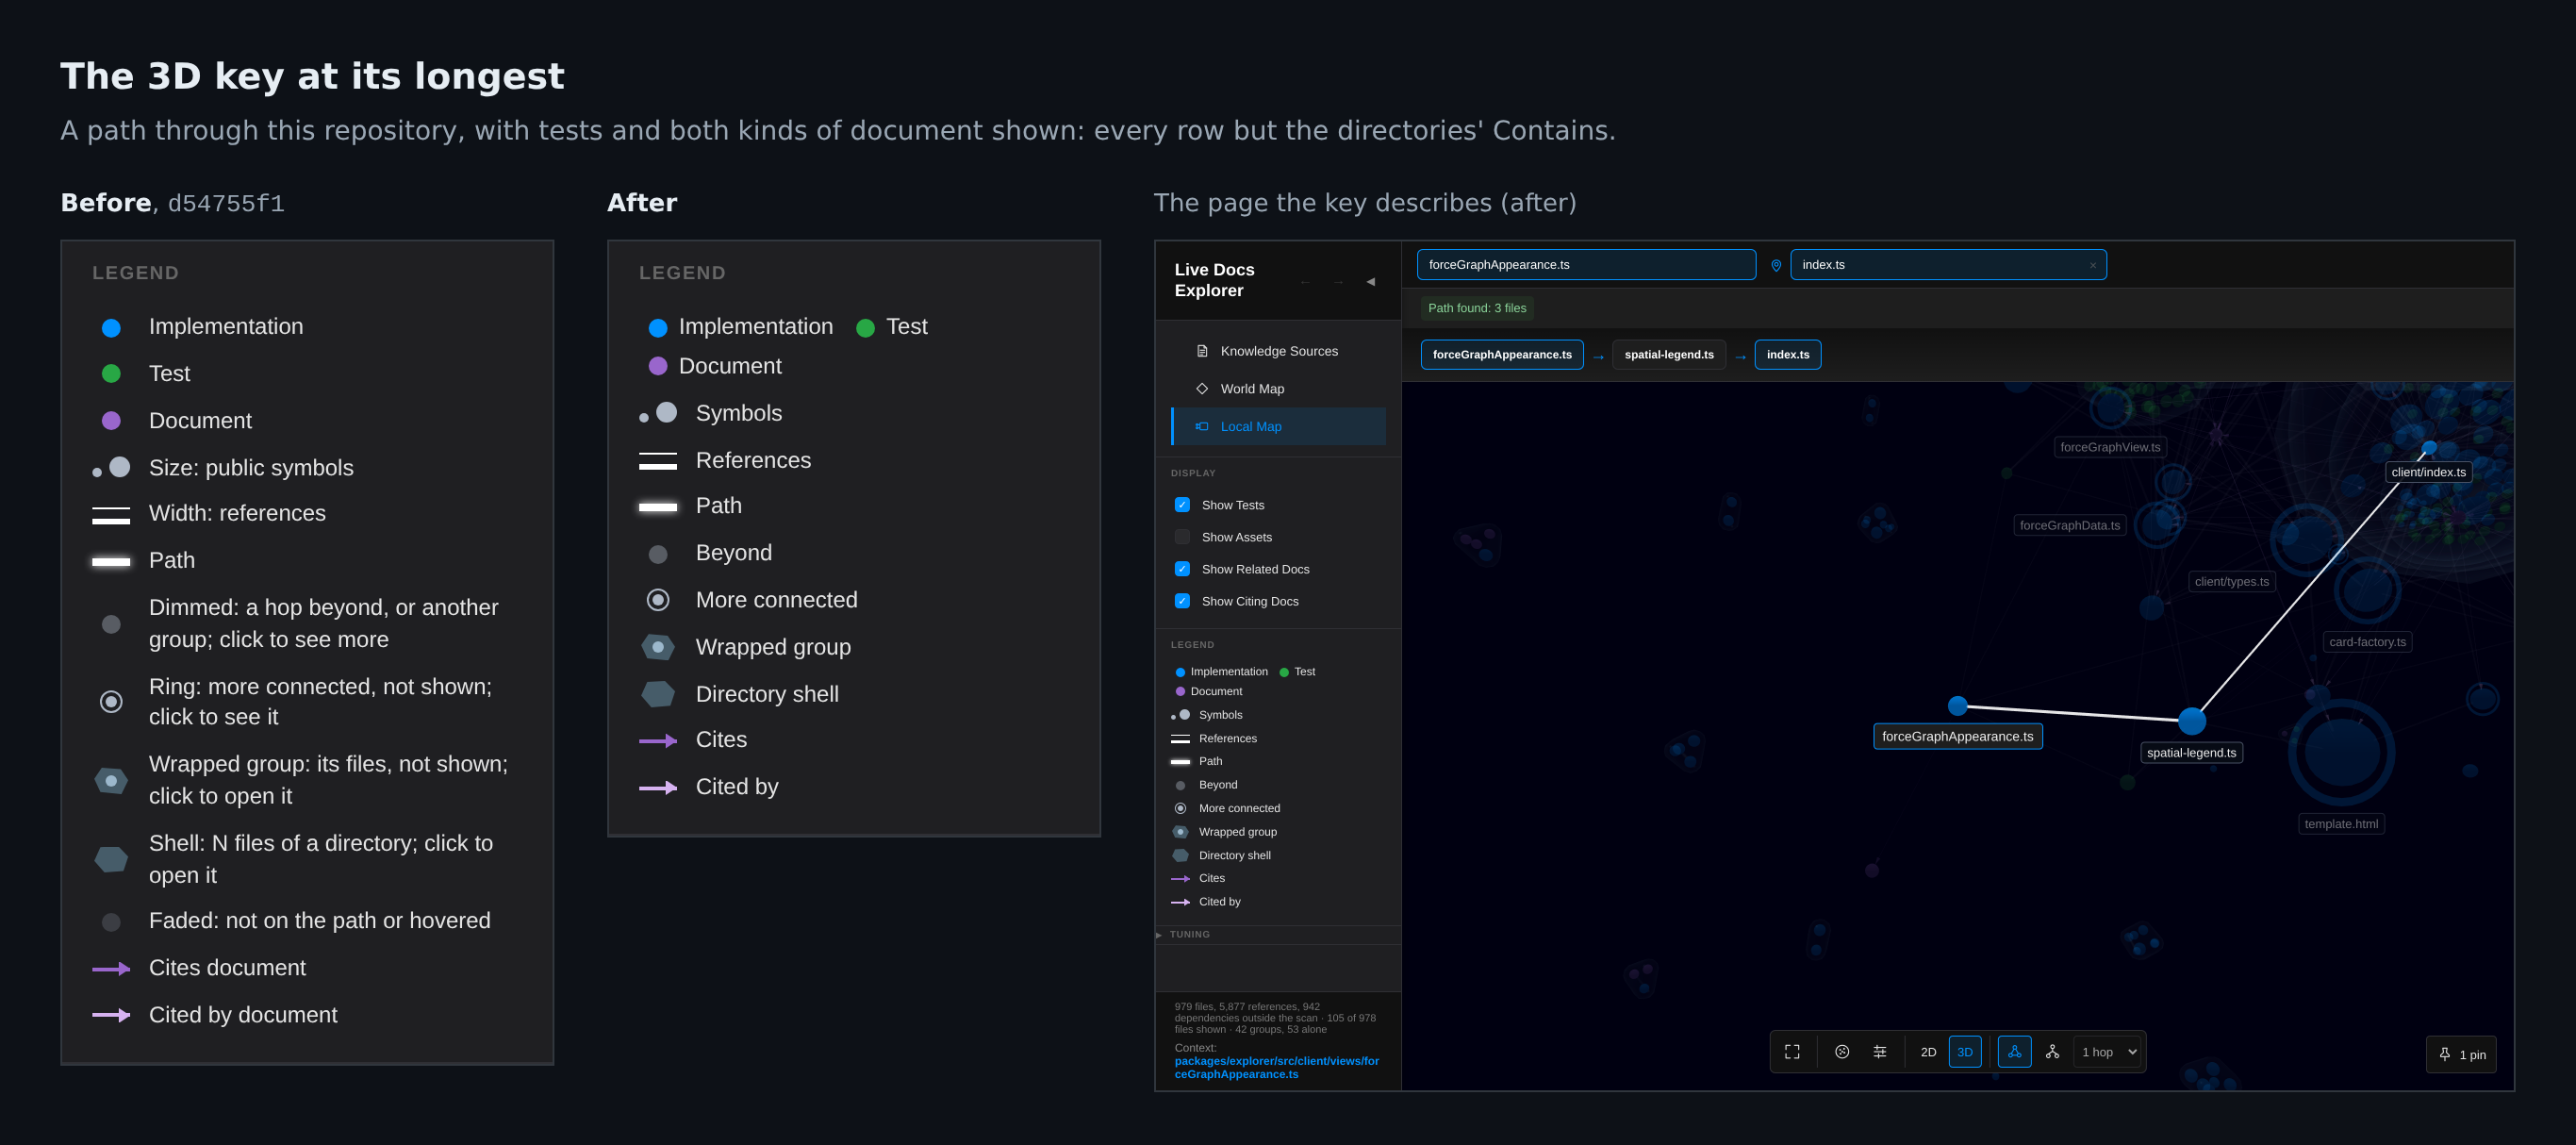 The 3D key at its longest
A path through this repository, with tests and both kinds of document shown: every row but the directories' Contains.
Before, d54755f1
LEGEND
Implementation
Test
Document
Size: public symbols
Width: references
Path
Dimmed: a hop beyond, or another
group; click to see more
Ring: more connected, not shown;
click to see it
Wrapped group: its files, not shown;
click to open it
Shell: N files of a directory; click to
open it
Faded: not on the path or hovered
Cites document
Cited by document
After
LEGEND
Implementation Test
Document
Symbols
References
Path
Beyond
More connected
Wrapped group
Directory shell
Cites
Cited by
The page the key describes (after)
Live Docs
Explorer
← → ◀
Knowledge Sources
World Map
Local Map
DISPLAY
Show Tests
Show Assets
Show Related Docs
Show Citing Docs
LEGEND
Implementation Test
Document
Symbols
References
Path
Beyond
More connected
Wrapped group
Directory shell
Cites
Cited by
▶ TUNING
979 files, 5,877 references, 942
dependencies outside the scan · 105 of 978
files shown · 42 groups, 53 alone
Context:
packages/explorer/src/client/views/for
ceGraphAppearance.ts
forceGraphAppearance.ts
index.ts ×
Path found: 3 files
forceGraphAppearance.ts → spatial-legend.ts → index.ts
forceGraphView.ts
client/index.ts
forceGraphData.ts
client/types.ts
card-factory.ts
forceGraphAppearance.ts
spatial-legend.ts
template.html
2D 3D 1 hop
1 pin